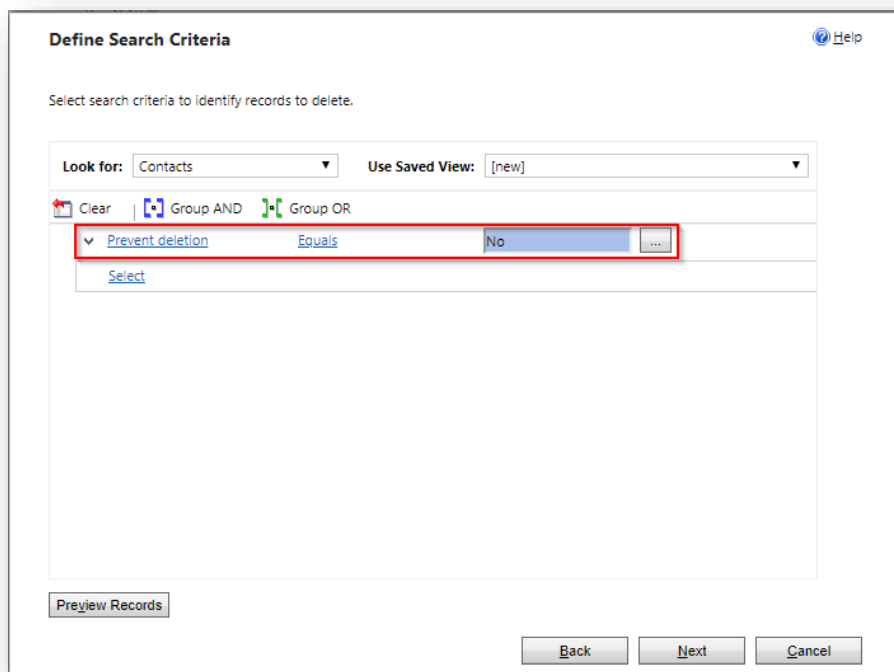 Define Search Criteria
Help
Select search criteria to identify records to delete.
Look for: Contacts Use Saved View: [new]
Clear Group AND Group OR
Prevent deletion Equals No ...
Select
Preview Records
Back Next Cancel